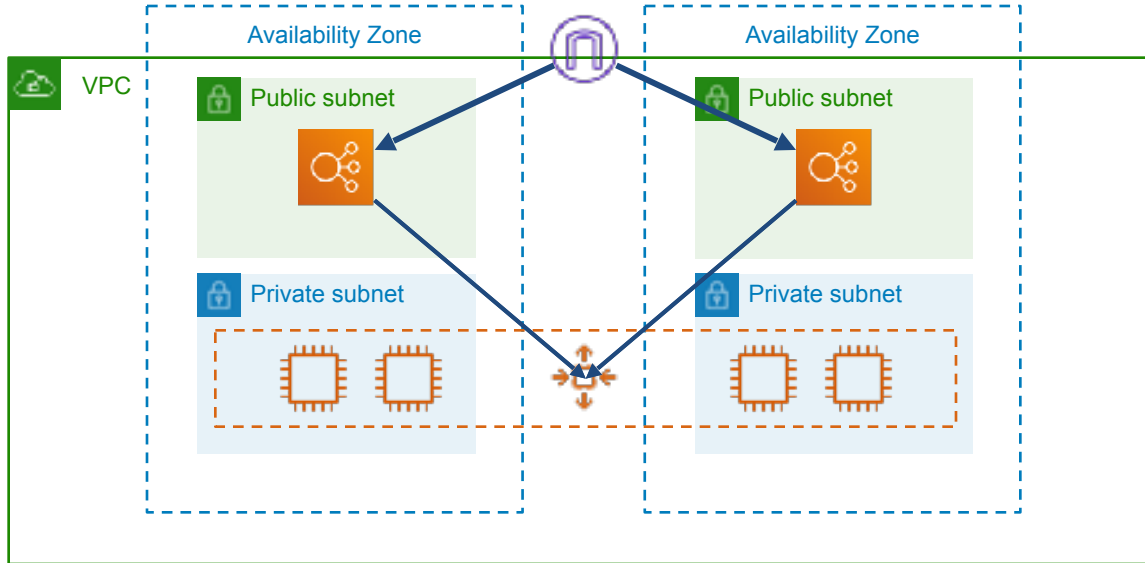 Availability Zone
Availability Zone
VPC
Public subnet
Public subnet
Private subnet
Private subnet